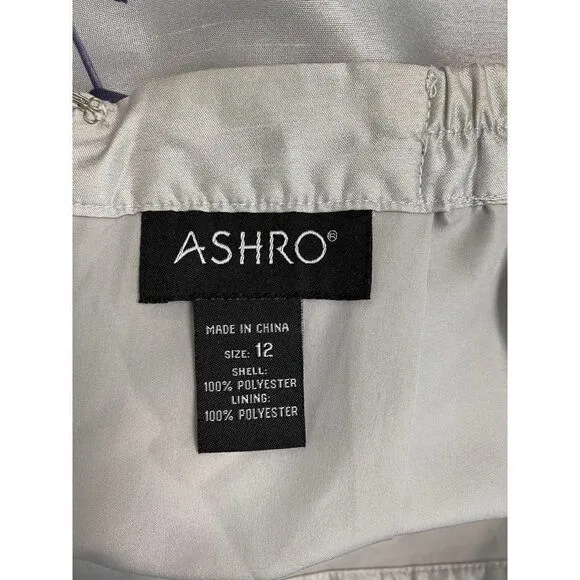 ASHRO®
MADE IN CHINA
SIZE: 12
SHELL:
100% POLYESTER
LINING:
100% POLYESTER